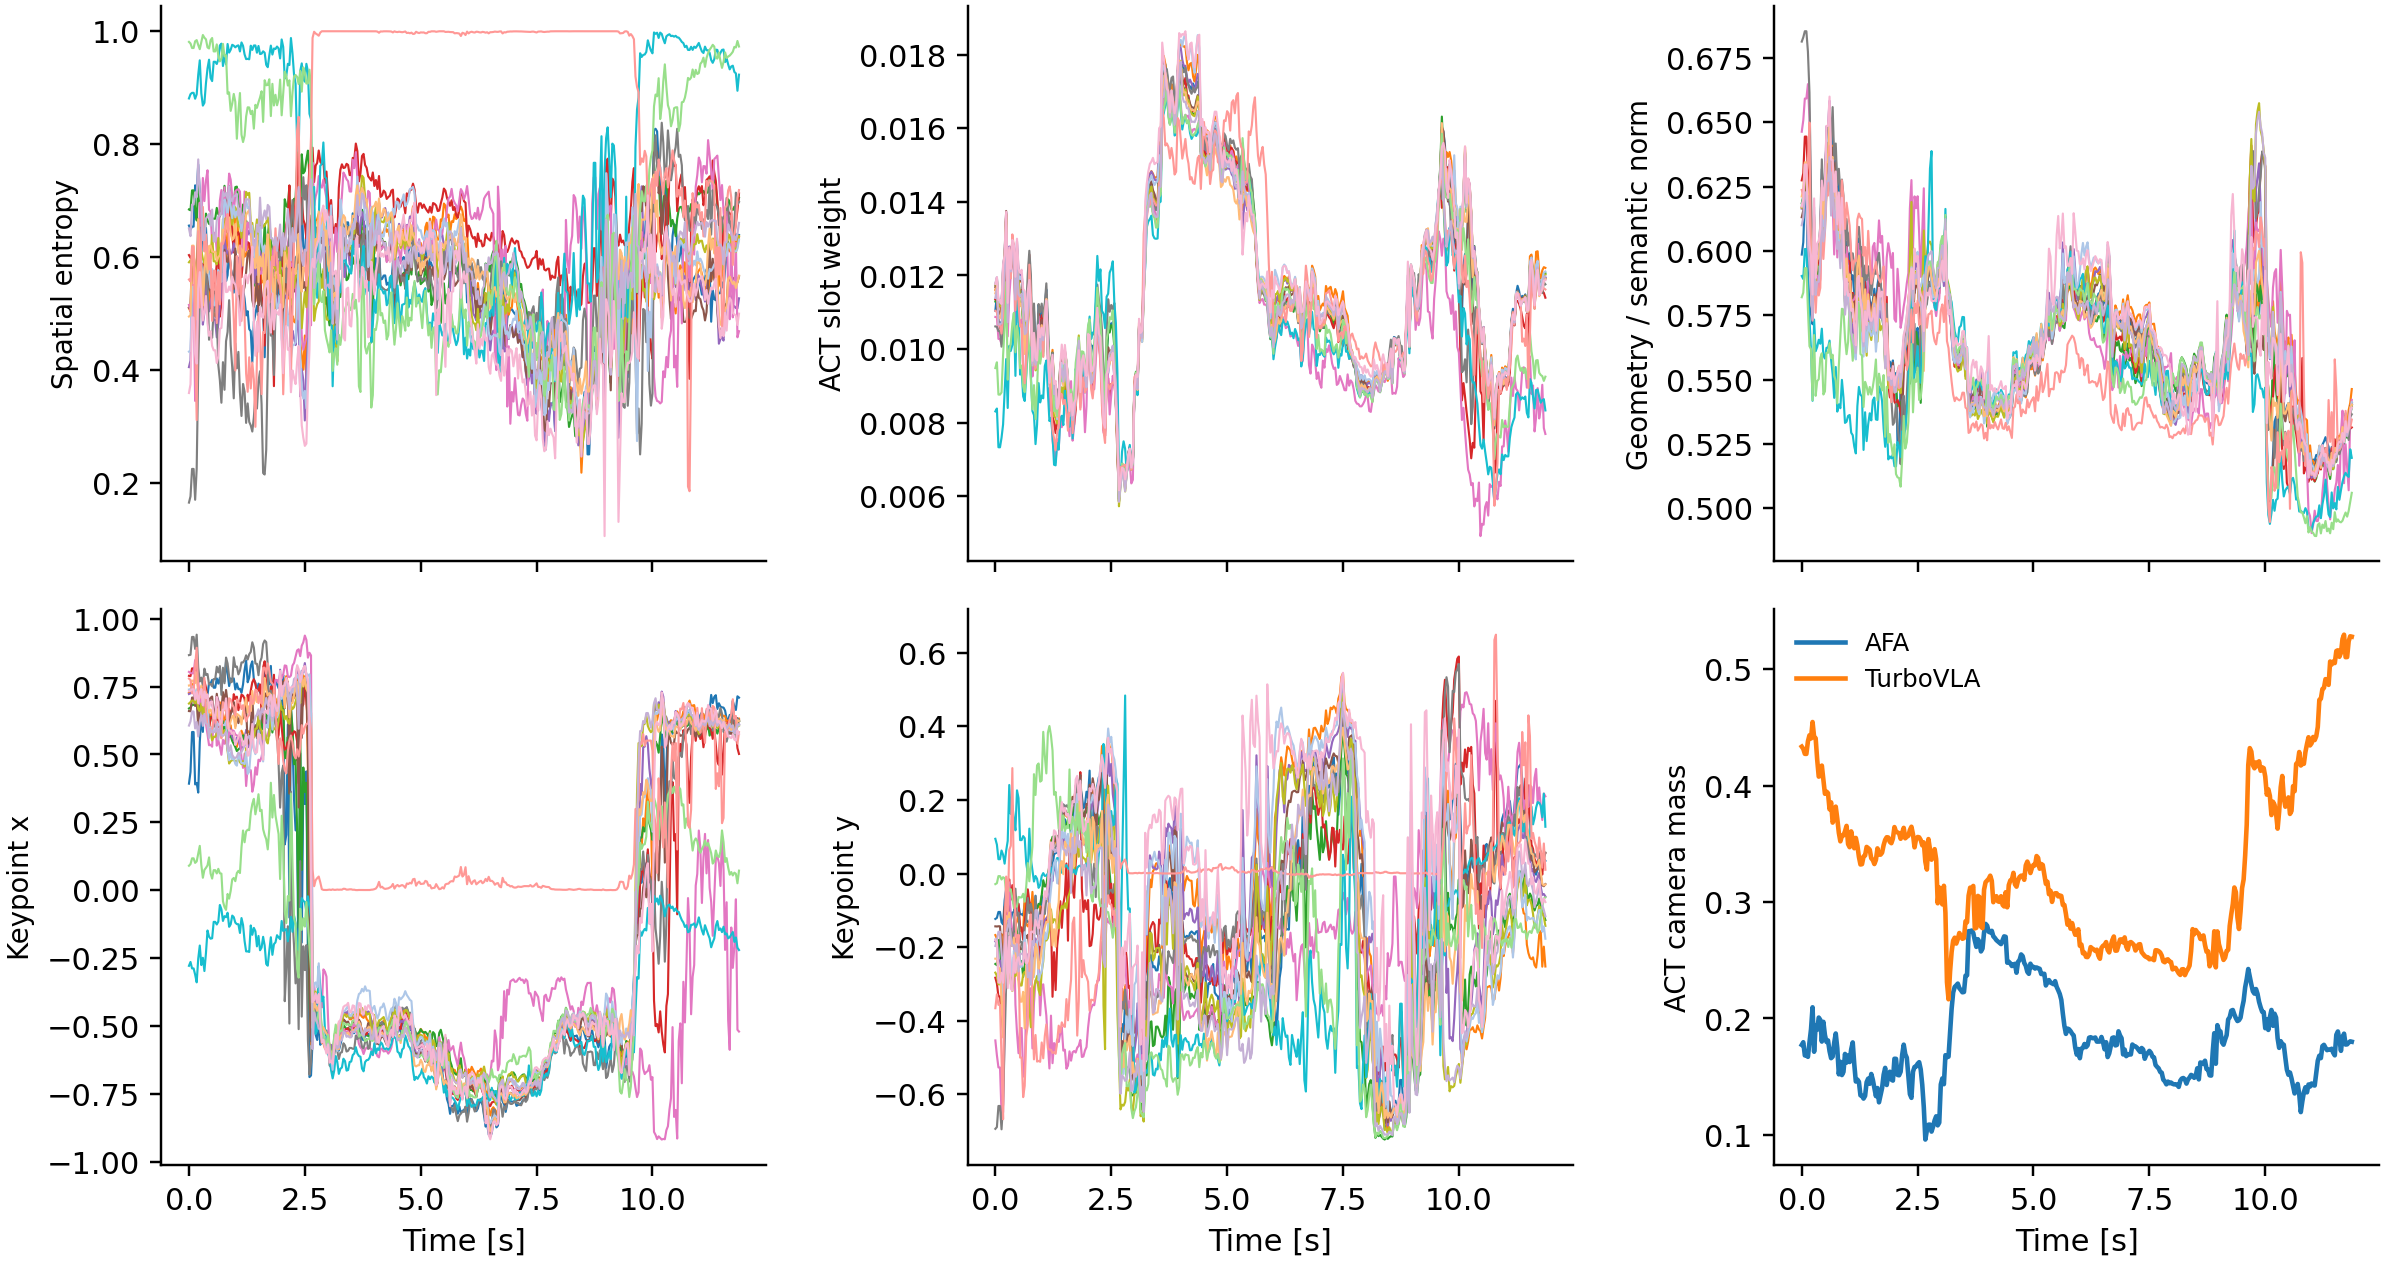 Spatial entropy
1.0
0.8
0.6
0.4
0.2
ACT slot weight
0.018
0.016
0.014
0.012
0.010
0.008
0.006
Geometry / semantic norm
0.675
0.650
0.625
0.600
0.575
0.550
0.525
0.500
Keypoint x
1.00
0.75
0.50
0.25
0.00
−0.25
−0.50
−0.75
−1.00
0.0 2.5 5.0 7.5 10.0
Time [s]
Keypoint y
0.6
0.4
0.2
0.0
−0.2
−0.4
−0.6
0.0 2.5 5.0 7.5 10.0
Time [s]
ACT camera mass
0.5
0.4
0.3
0.2
0.1
AFA
TurboVLA
0.0 2.5 5.0 7.5 10.0
Time [s]